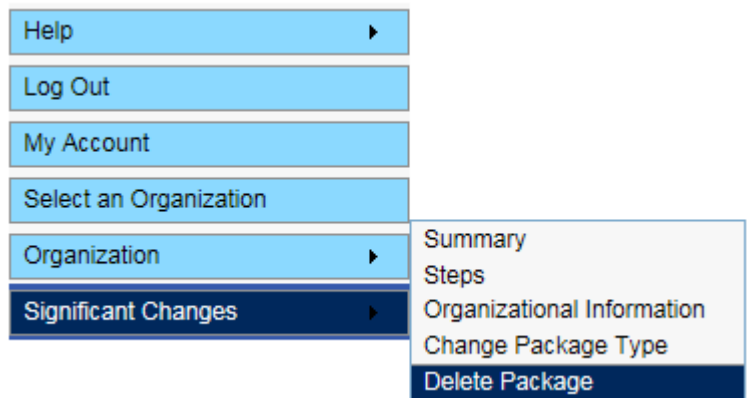 Help
Log Out
My Account
Select an Organization
Organization
Significant Changes
Summary
Steps
Organizational Information
Change Package Type
Delete Package